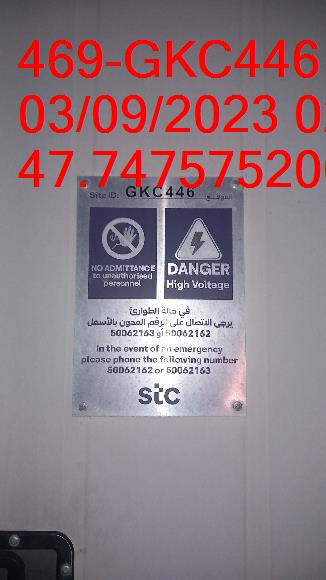 469-GKC446
03/09/2023 0
47.747575200
Site ID: GKC446 الموقع
NO ADMITTANCE
to unauthorised
personnel
DANGER
High Voltage
في حالة الطوارئ
يرجى الاتصال على الرقم المدون بالأسفل
50062162 أو 50062163
In the event of an emergency
please phone the following number
50062162 or 50062163
stc